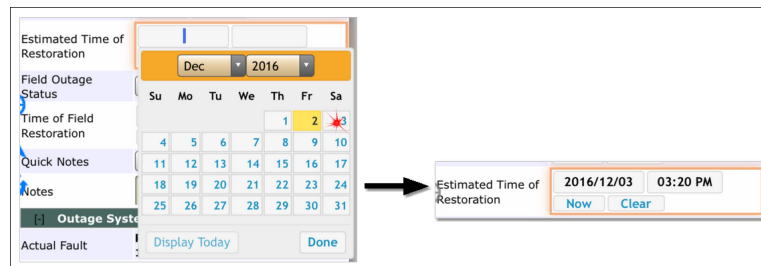 Estimated Time of
Restoration
Dec 2016
Field Outage
Status
Su Mo Tu We Th Fr Sa
1 2 3
Time of Field
Restoration
4 5 6 7 8 9 10
Quick Notes
11 12 13 14 15 16 17
Notes
18 19 20 21 22 23 24
25 26 27 28 29 30 31
[-] Outage Syste
Actual Fault
Display Today Done
Estimated Time of
Restoration
2016/12/03 03:20 PM
Now Clear